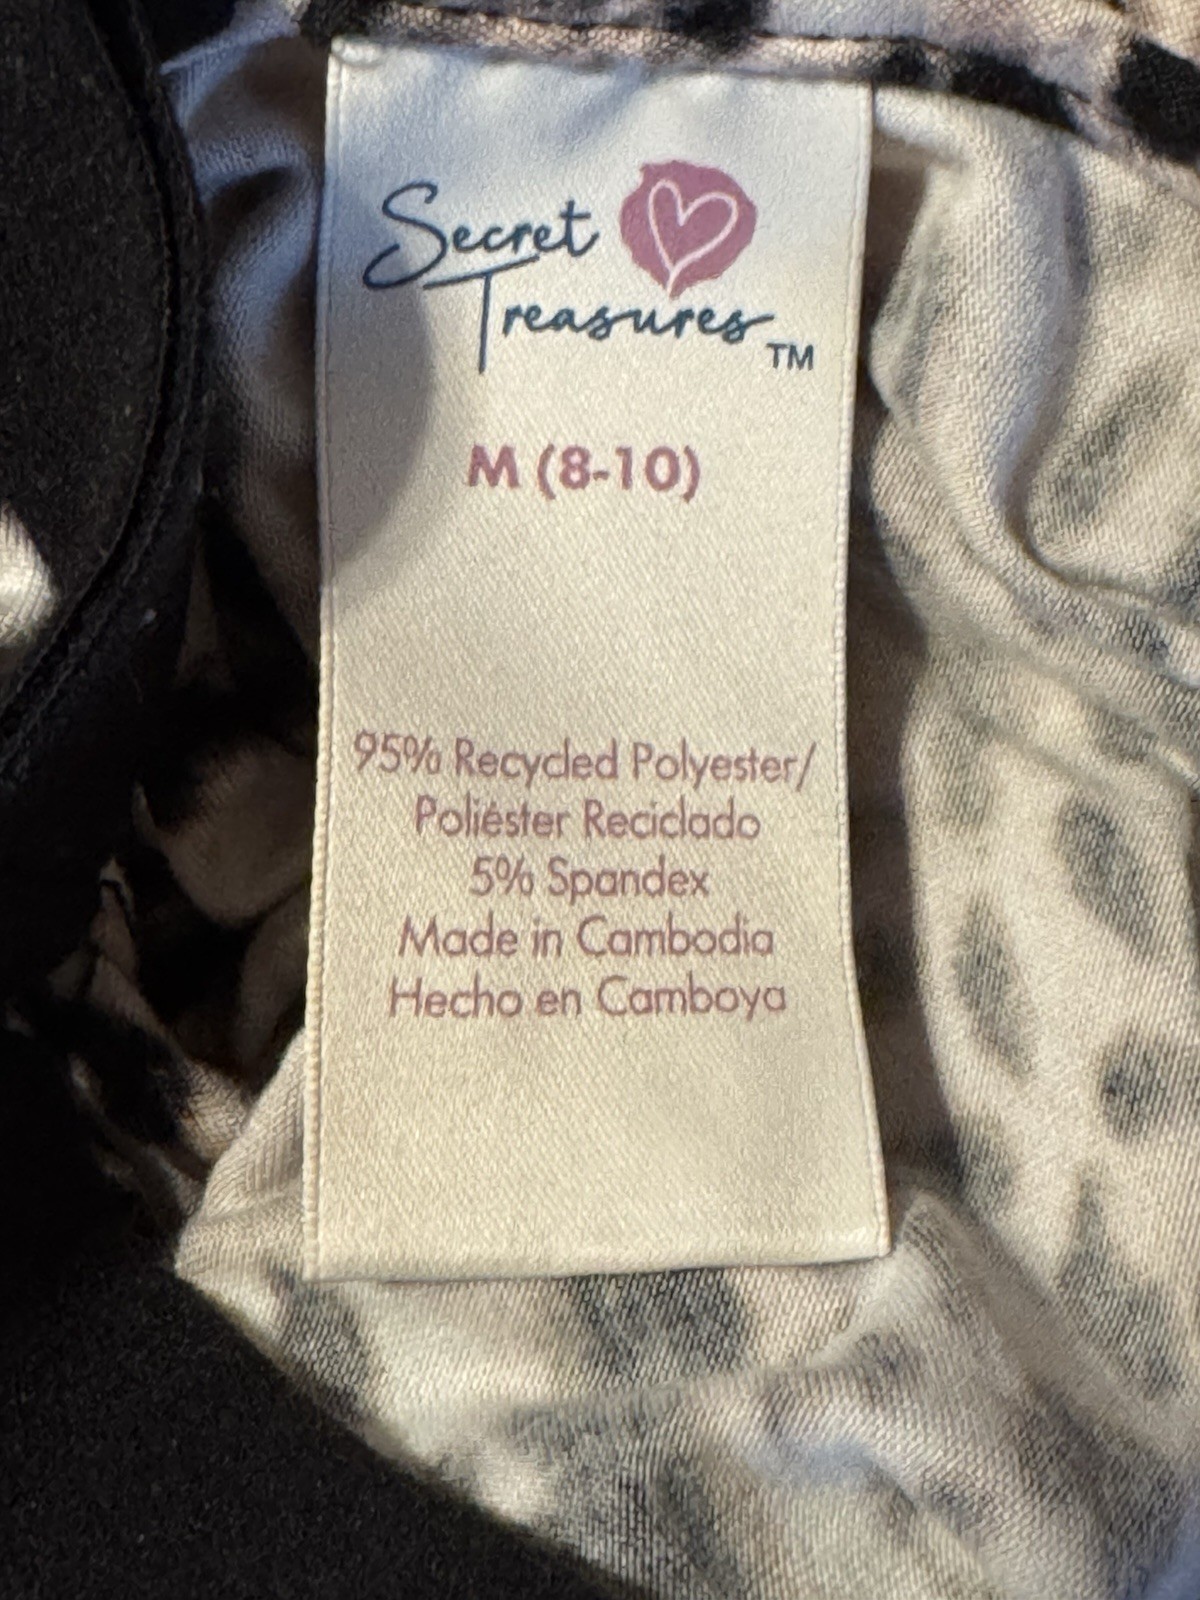 Secret
Treasures
TM
M (8-10)
95% Recycled Polyester/
Poliéster Reciclado
5% Spandex
Made in Cambodia
Hecho en Camboya